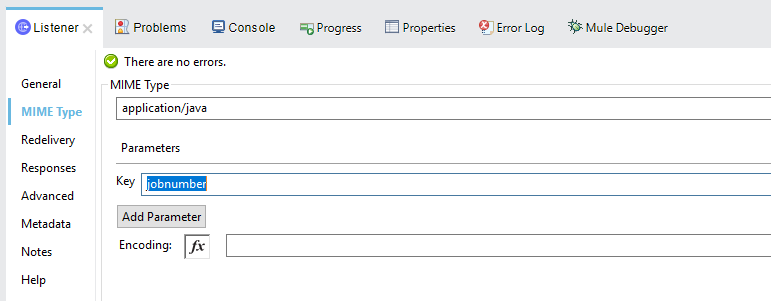 Listener Problems Console Progress Properties Error Log Mule Debugger
There are no errors.
General
MIME Type
Redelivery
Responses
Advanced
Metadata
Notes
Help
MIME Type
application/java
Parameters
Key jobnumber
Add Parameter
Encoding: fx